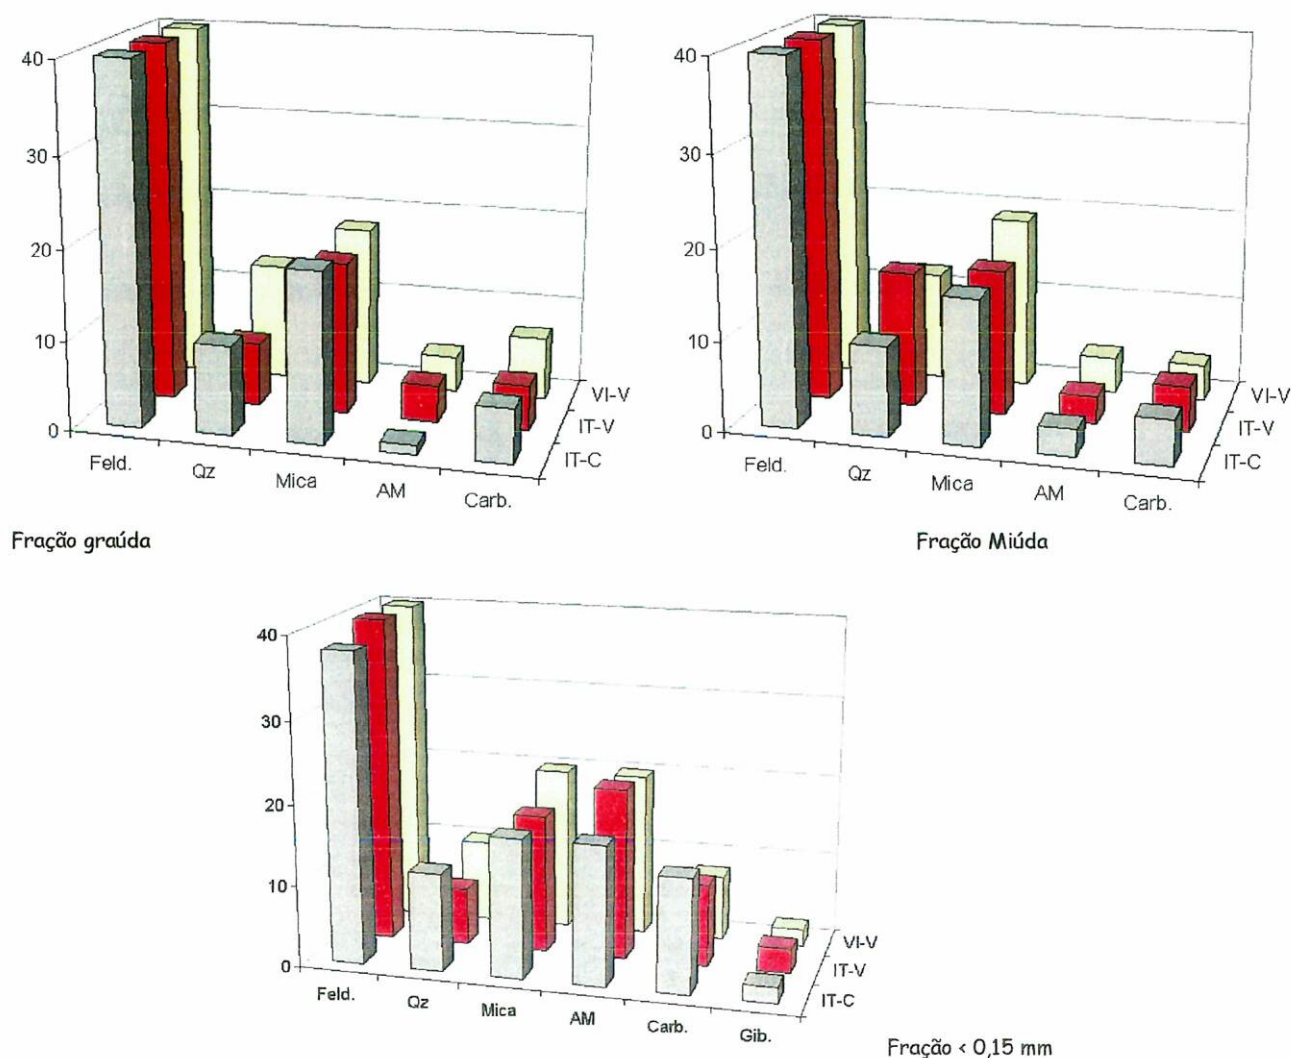 40
30
20
10
0
Feld.
Qz
Mica
AM
Carb.
VI-V
IT-V
IT-C
Fração graúda
40
30
20
10
0
Feld.
Qz
Mica
AM
Carb.
VI-V
IT-V
IT-C
Fração Miúda
40
30
20
10
0
Feld.
Qz
Mica
AM
Carb.
Gib.
VI-V
IT-V
IT-C
Fração < 0,15 mm